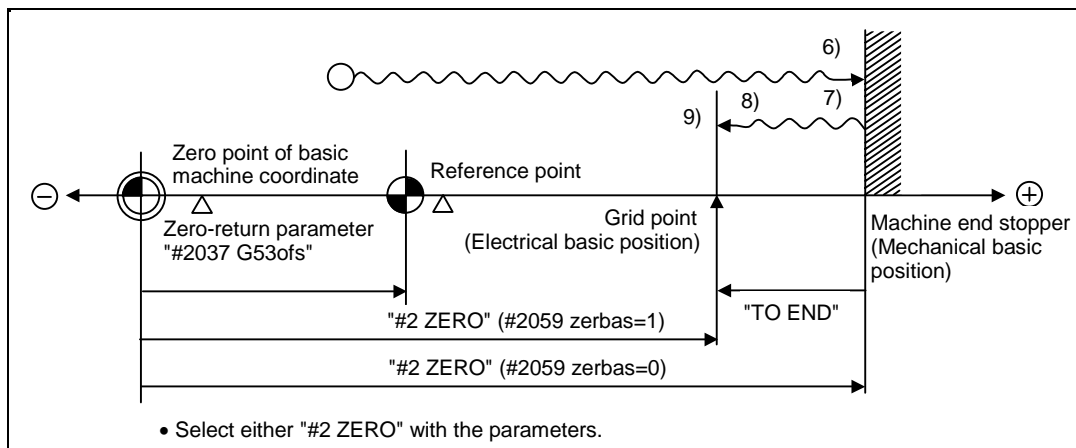 6)
9)
8)
7)
Zero point of basic
machine coordinate
Reference point
Zero-return parameter
"#2037 G53ofs"
Grid point
(Electrical basic position)
Machine end stopper
(Mechanical basic
position)
"TO END"
"#2 ZERO" (#2059 zerbas=1)
"#2 ZERO" (#2059 zerbas=0)
• Select either "#2 ZERO" with the parameters.